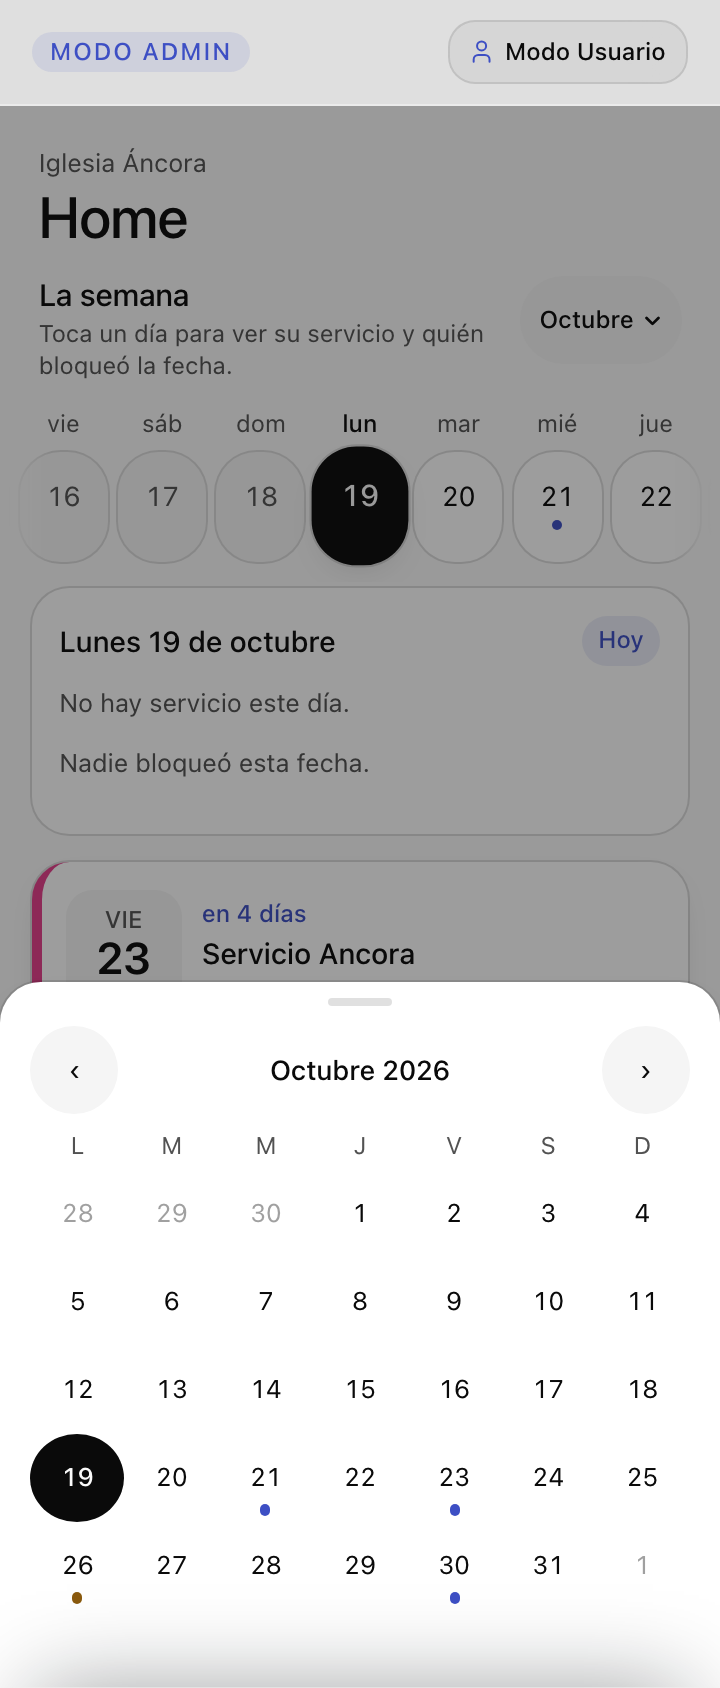 MODO ADMIN
Modo Usuario
Iglesia Áncora
Home
La semana
Toca un día para ver su servicio y quién
bloqueó la fecha.
Octubre
vie sáb dom lun mar mié jue
16 17 18 19 20 21 22
Lunes 19 de octubre
Hoy
No hay servicio este día.
Nadie bloqueó esta fecha.
VIE
23
en 4 días
Servicio Ancora
‹ Octubre 2026 ›
L M M J V S D
28 29 30 1 2 3 4
5 6 7 8 9 10 11
12 13 14 15 16 17 18
19 20 21 22 23 24 25
26 27 28 29 30 31 1